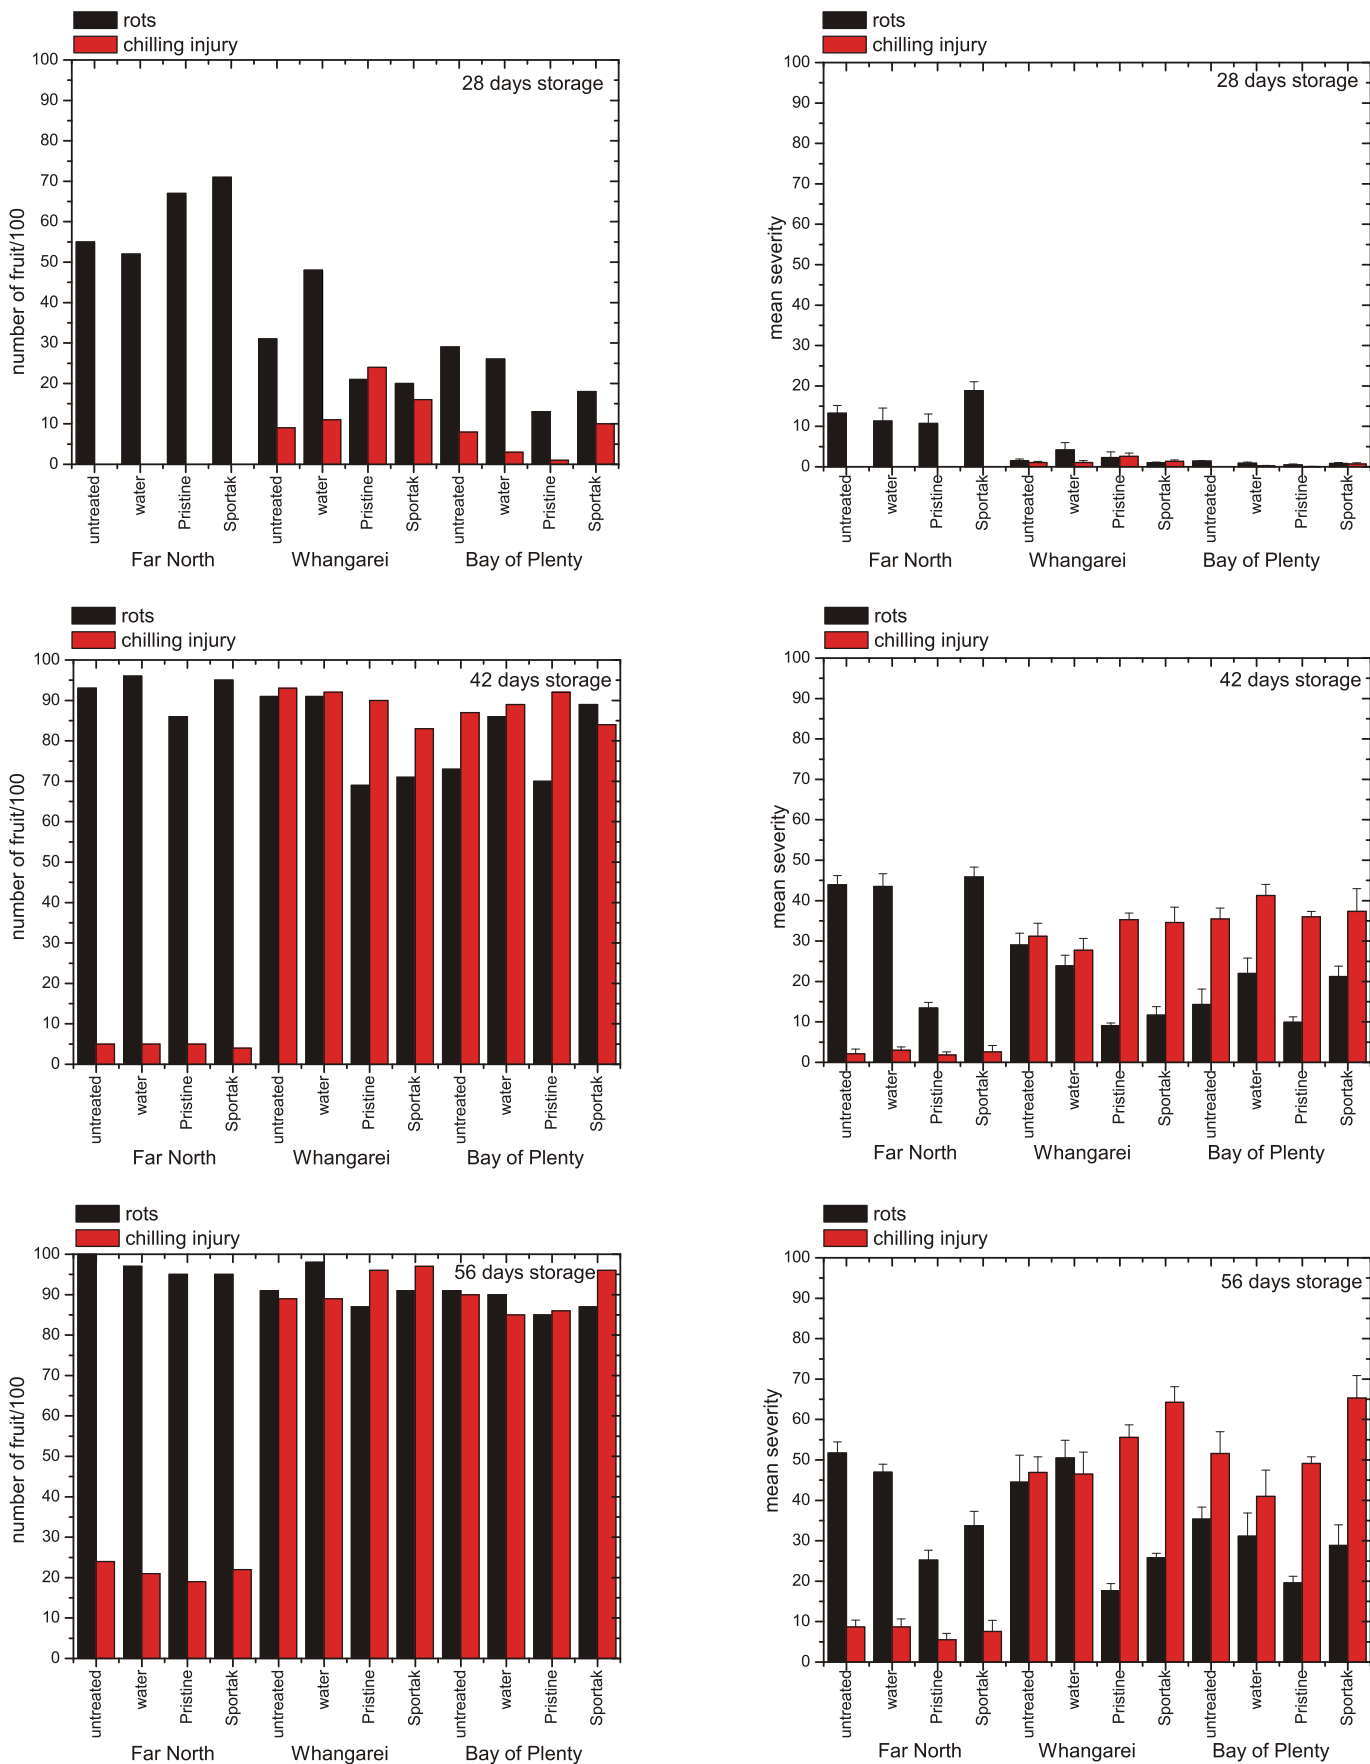 rots
chilling injury
28 days storage
number of fruit/100
100
90
80
70
60
50
40
30
20
10
0
untreated
water
Pristine
Sportak
untreated
water
Pristine
Sportak
untreated
water
Pristine
Sportak
Far North
Whangarei
Bay of Plenty
rots
chilling injury
28 days storage
mean severity
100
90
80
70
60
50
40
30
20
10
0
untreated
water
Pristine
Sportak
untreated
water
Pristine
Sportak
untreated
water
Pristine
Sportak
Far North
Whangarei
Bay of Plenty
rots
chilling injury
42 days storage
number of fruit/100
100
90
80
70
60
50
40
30
20
10
0
untreated
water
Pristine
Sportak
untreated
water
Pristine
Sportak
untreated
water
Pristine
Sportak
Far North
Whangarei
Bay of Plenty
rots
chilling injury
42 days storage
mean severity
100
90
80
70
60
50
40
30
20
10
0
untreated
water
Pristine
Sportak
untreated
water
Pristine
Sportak
untreated
water
Pristine
Sportak
Far North
Whangarei
Bay of Plenty
rots
chilling injury
56 days storage
number of fruit/100
100
90
80
70
60
50
40
30
20
10
0
untreated
water
Pristine
Sportak
untreated
water
Pristine
Sportak
untreated
water
Pristine
Sportak
Far North
Whangarei
Bay of Plenty
rots
chilling injury
56 days storage
mean severity
100
90
80
70
60
50
40
30
20
10
0
untreated
water
Pristine
Sportak
untreated
water
Pristine
Sportak
untreated
water
Pristine
Sportak
Far North
Whangarei
Bay of Plenty